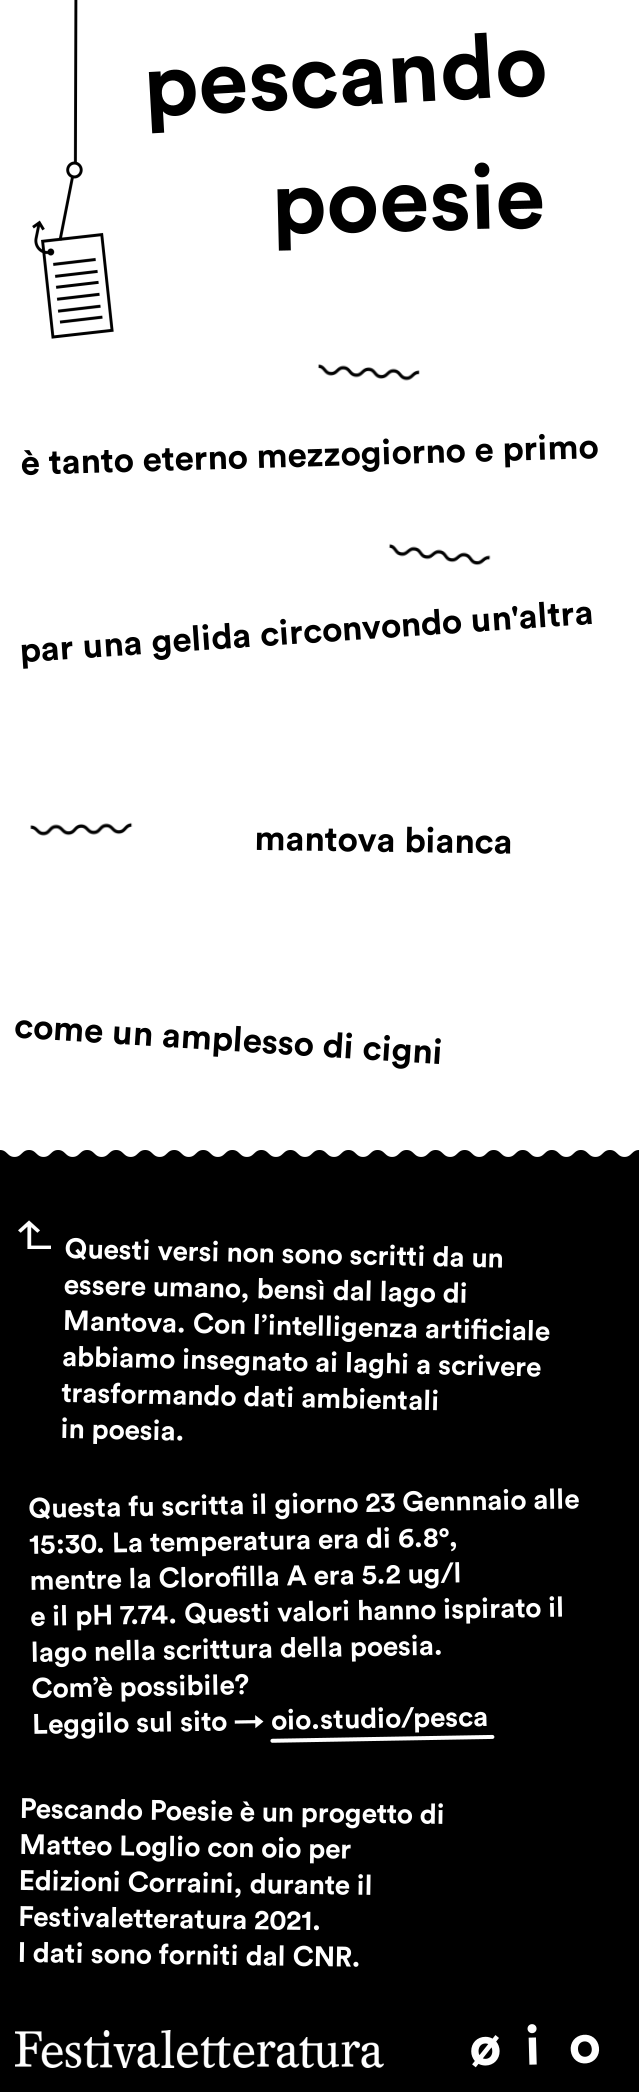 pescando
poesie
è tanto eterno mezzogiorno e primo
par una gelida circonvondo un'altra
mantova bianca
come un amplesso di cigni
Questi versi non sono scritti da un
essere umano, bensì dal lago di
Mantova. Con l’intelligenza artificiale
abbiamo insegnato ai laghi a scrivere
trasformando dati ambientali
in poesia.
Questa fu scritta il giorno 23 Gennnaio alle
15:30. La temperatura era di 6.8°,
mentre la Clorofilla A era 5.2 ug/l
e il pH 7.74. Questi valori hanno ispirato il
lago nella scrittura della poesia.
Com’è possibile?
Leggilo sul sito → oio.studio/pesca
Pescando Poesie è un progetto di
Matteo Loglio con oio per
Edizioni Corraini, durante il
Festivaletteratura 2021.
I dati sono forniti dal CNR.
Festivaletteratura ø i o